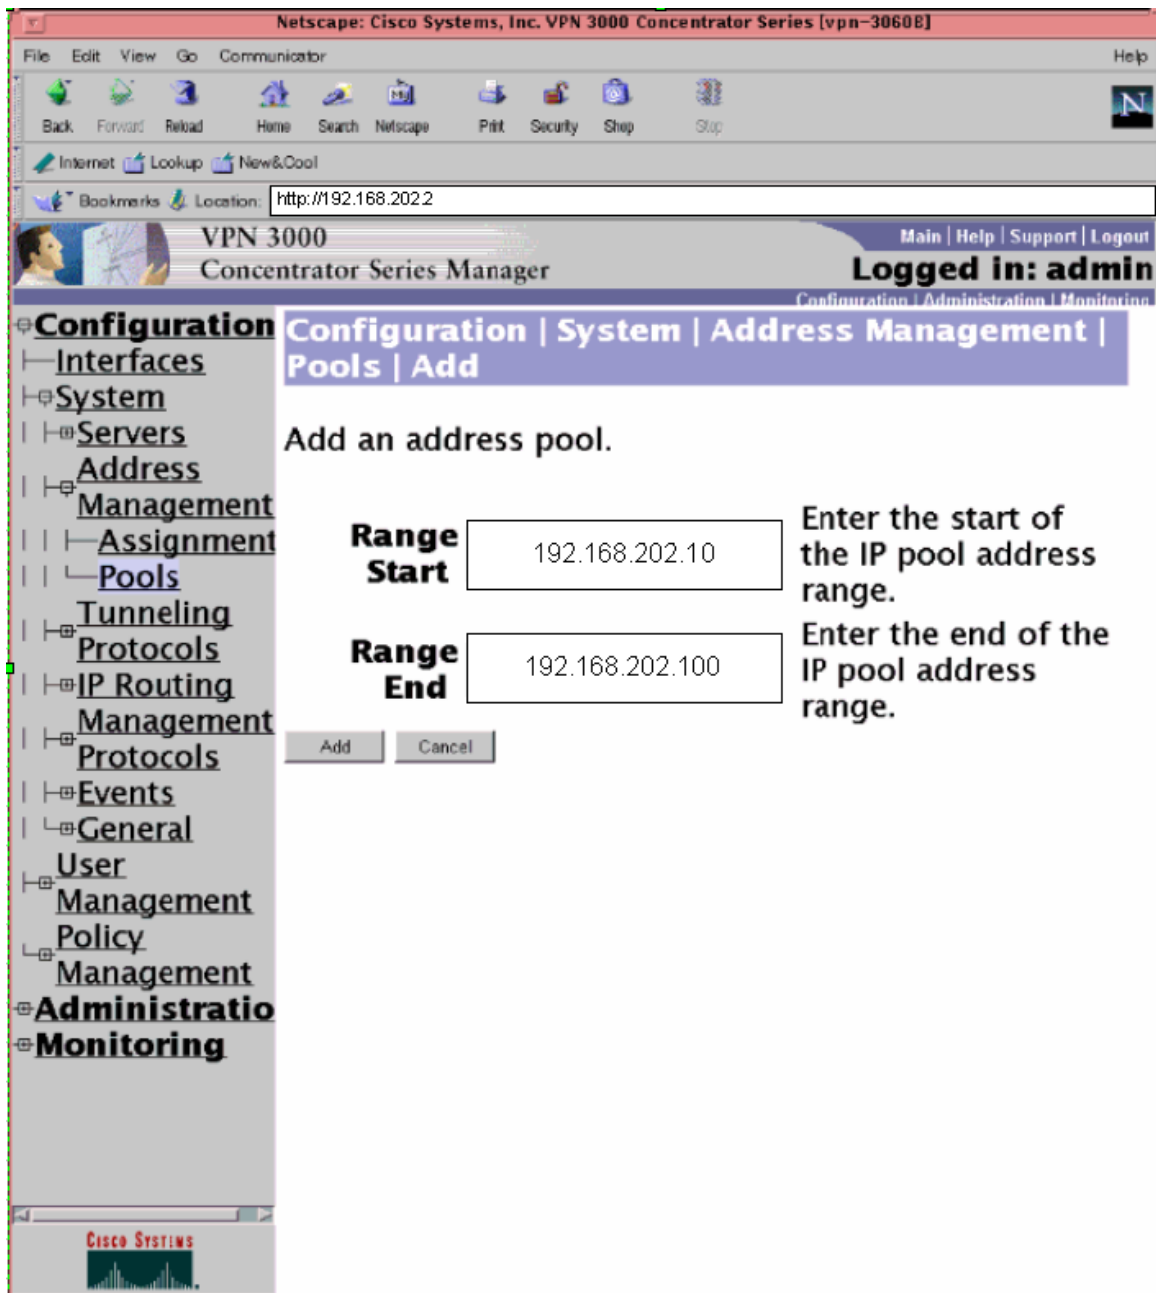 Netscape: Cisco Systems, Inc. VPN 3000 Concentrator Series [vpn-3060B]
File Edit View Go Communicator Help
Back Forward Reload Home Search Netscape Print Security Shop Stop
N
Internet Lookup New&Cool
Bookmarks Location: http://192.168.202.2
VPN 3000
Concentrator Series Manager
Main | Help | Support | Logout
Logged in: admin
Configuration | Administration | Monitoring
Configuration
Interfaces
System
Servers
Address
Management
Assignment
Pools
Tunneling
Protocols
IP Routing
Management
Protocols
Events
General
User
Management
Policy
Management
Administratio
Monitoring
CISCO SYSTEMS
Configuration | System | Address Management |
Pools | Add
Add an address pool.
Range
Start
192.168.202.10
Enter the start of
the IP pool address
range.
Range
End
192.168.202.100
Enter the end of the
IP pool address
range.
Add Cancel